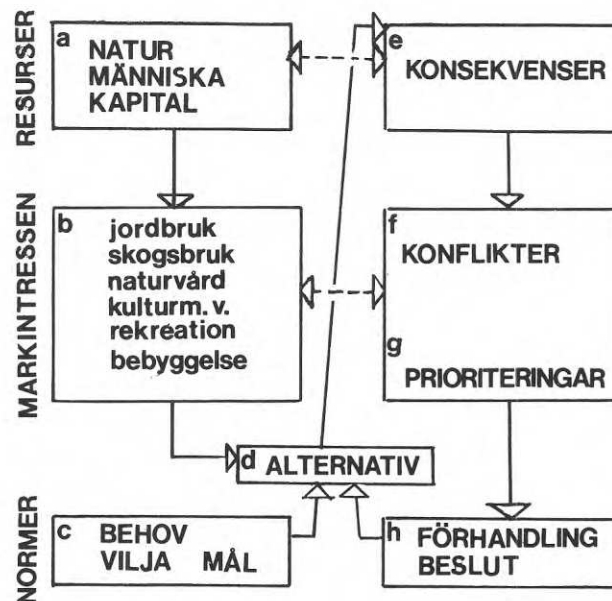 RESURSER
a
NATUR
MÄNNISKA
KAPITAL
e
KONSEKVENSER
MARKINTRESSEN
b
jordbruk
skogsbruk
naturvård
kulturm. v.
rekreation
bebyggelse
f
KONFLIKTER
g
PRIORITERINGAR
d ALTERNATIV
NORMER
c BEHOV
VILJA MÅL
h FÖRHANDLING
BESLUT